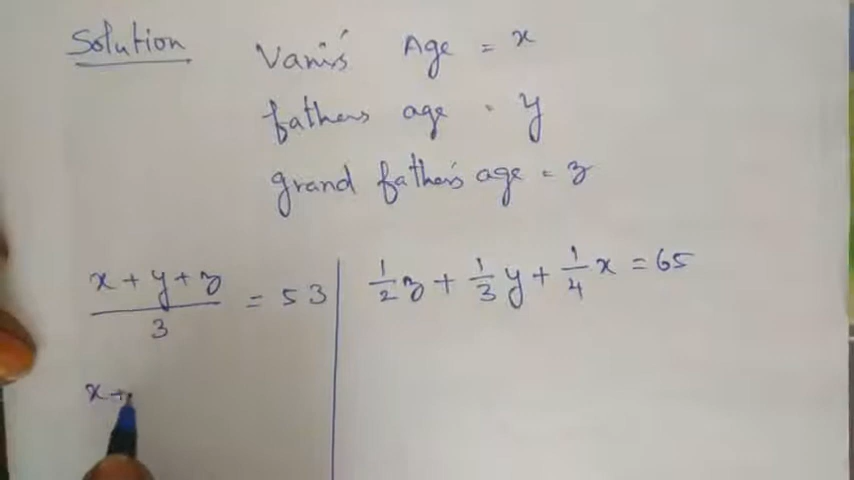 Solution
Vani's Age = x
fathers age = y
grand father's age = z
x + y + z / 3 = 53
1/2 z + 1/3 y + 1/4 x = 65
x +